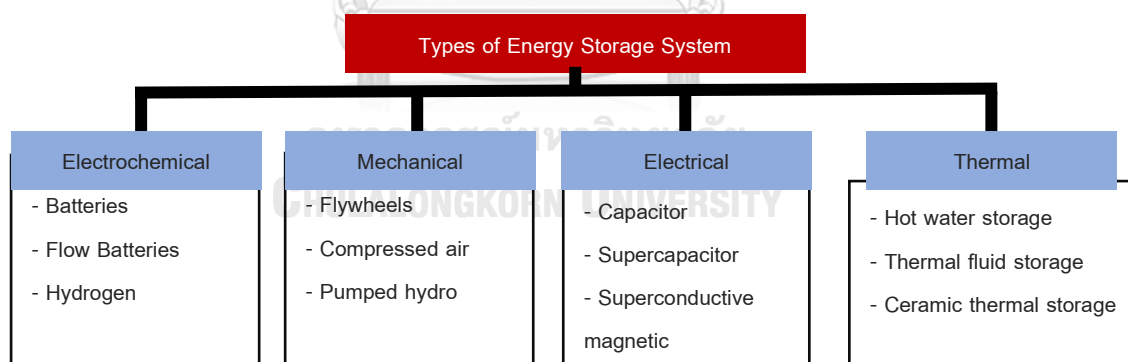 Types of Energy Storage System
Electrochemical
- Batteries
- Flow Batteries
- Hydrogen
Mechanical
- Flywheels
- Compressed air
- Pumped hydro
Electrical
- Capacitor
- Supercapacitor
- Superconductive
magnetic
Thermal
- Hot water storage
- Thermal fluid storage
- Ceramic thermal storage
CHULALONGKORN UNIVERSITY